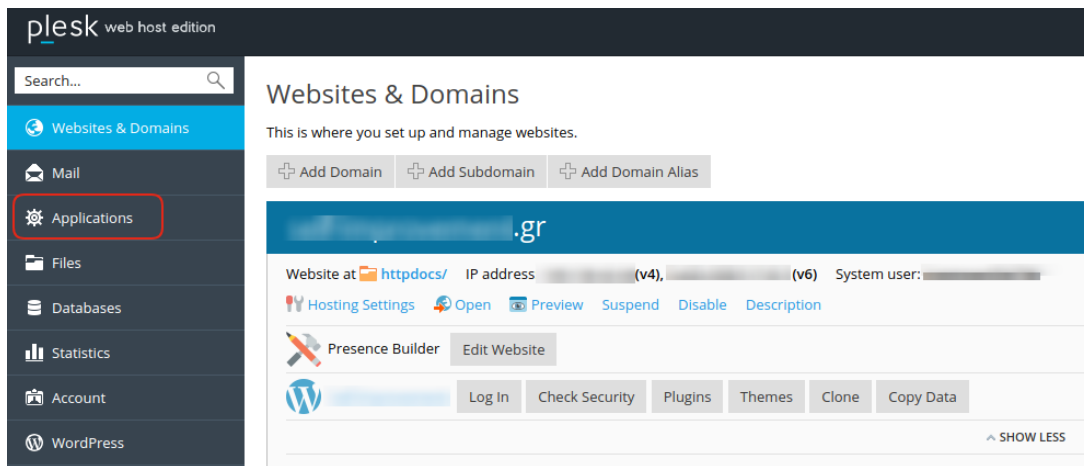 plesk web host edition
Search...
Websites & Domains
Mail
Applications
Files
Databases
Statistics
Account
WordPress
Websites & Domains
This is where you set up and manage websites.
Add Domain Add Subdomain Add Domain Alias
.gr
Website at httpdocs/ IP address (v4), (v6) System user:
Hosting Settings Open Preview Suspend Disable Description
Presence Builder Edit Website
Log In Check Security Plugins Themes Clone Copy Data
SHOW LESS